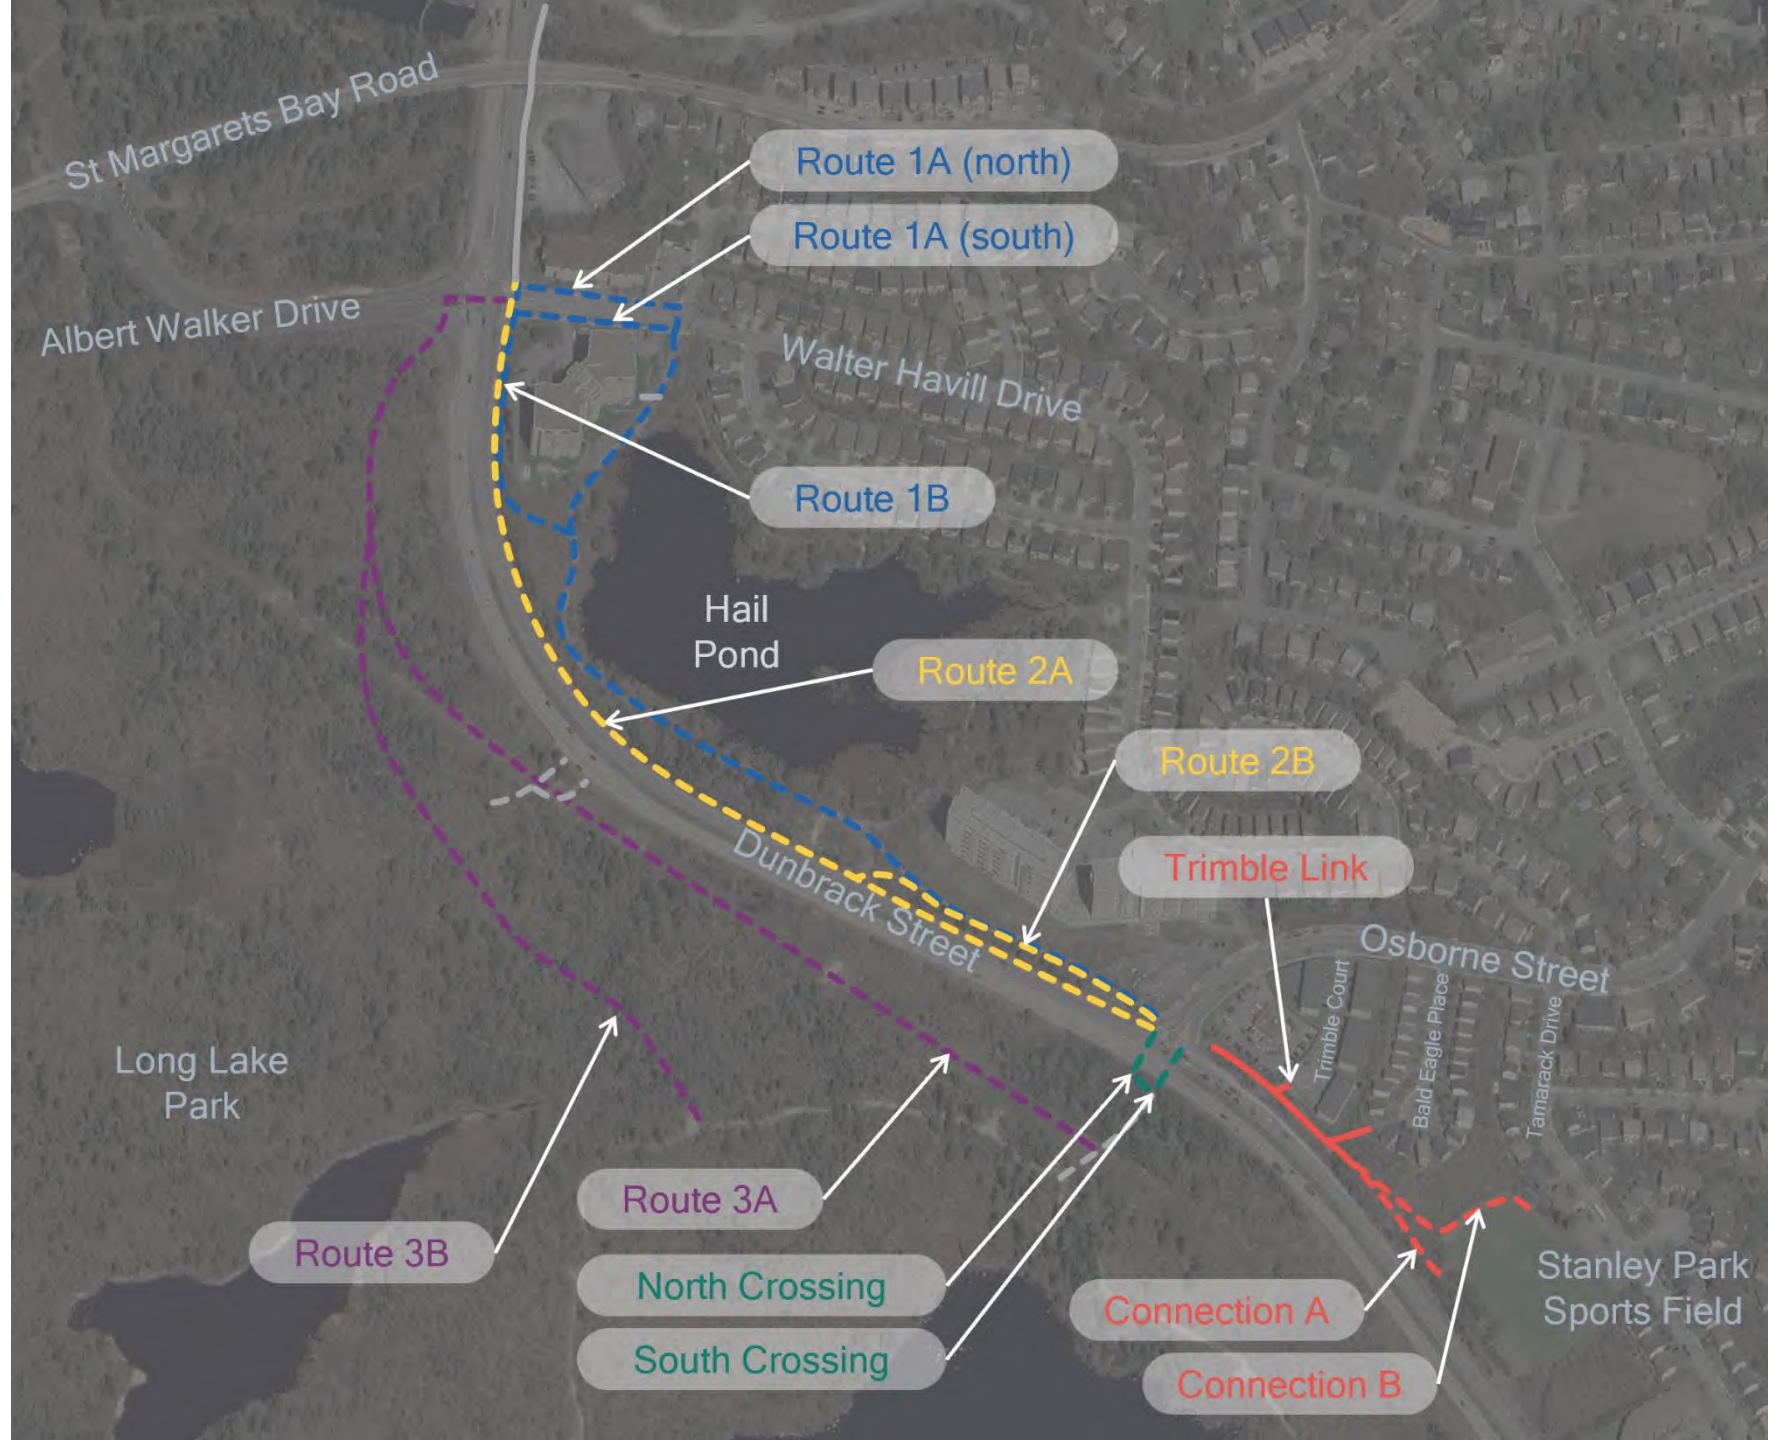 St Margarets Bay Road
Route 1A (north)
Route 1A (south)
Albert Walker Drive
Walter Havill Drive
Route 1B
Hail
Pond
Route 2A
Route 2B
Dunbrack Street
Trimble Link
Osborne Street
Trimble Court
Bald Eagle Place
Tamarack Drive
Long Lake
Park
Route 3A
Route 3B
North Crossing
South Crossing
Connection A
Connection B
Stanley Park
Sports Field